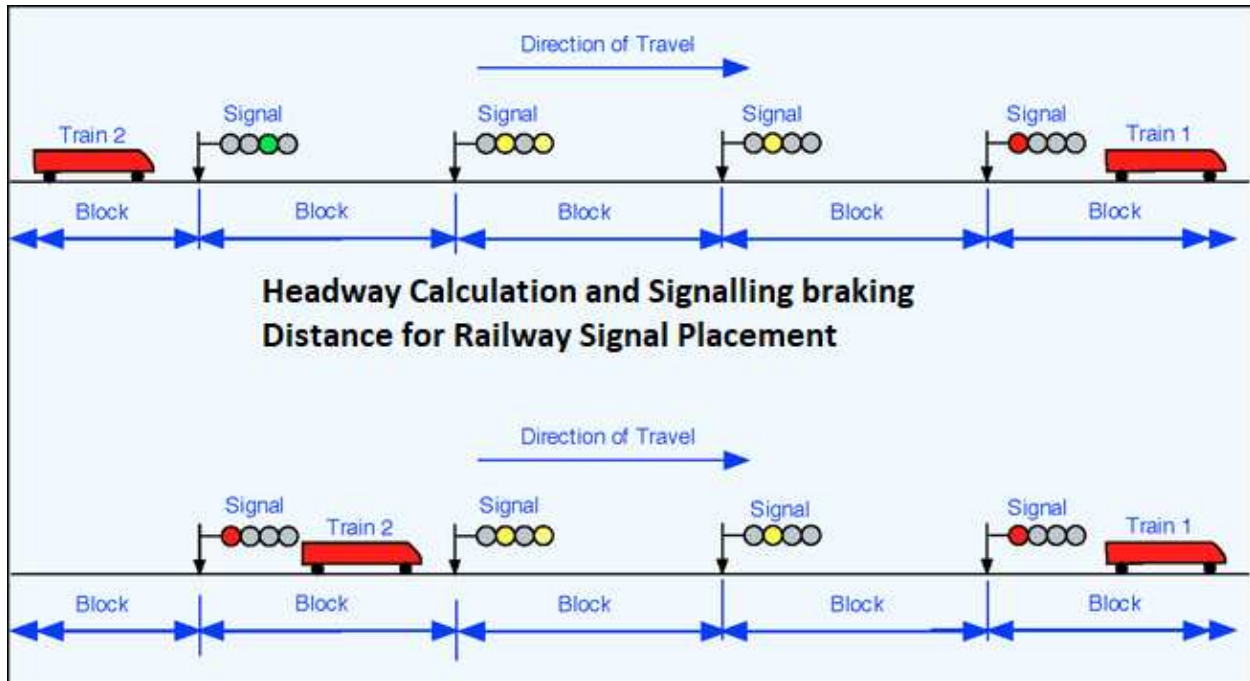 Direction of Travel
Signal Signal Signal Signal
Train 2 Train 1
Block Block Block Block Block
Headway Calculation and Signalling braking
Distance for Railway Signal Placement
Direction of Travel
Signal Signal Signal Signal
Train 2 Train 1
Block Block Block Block Block